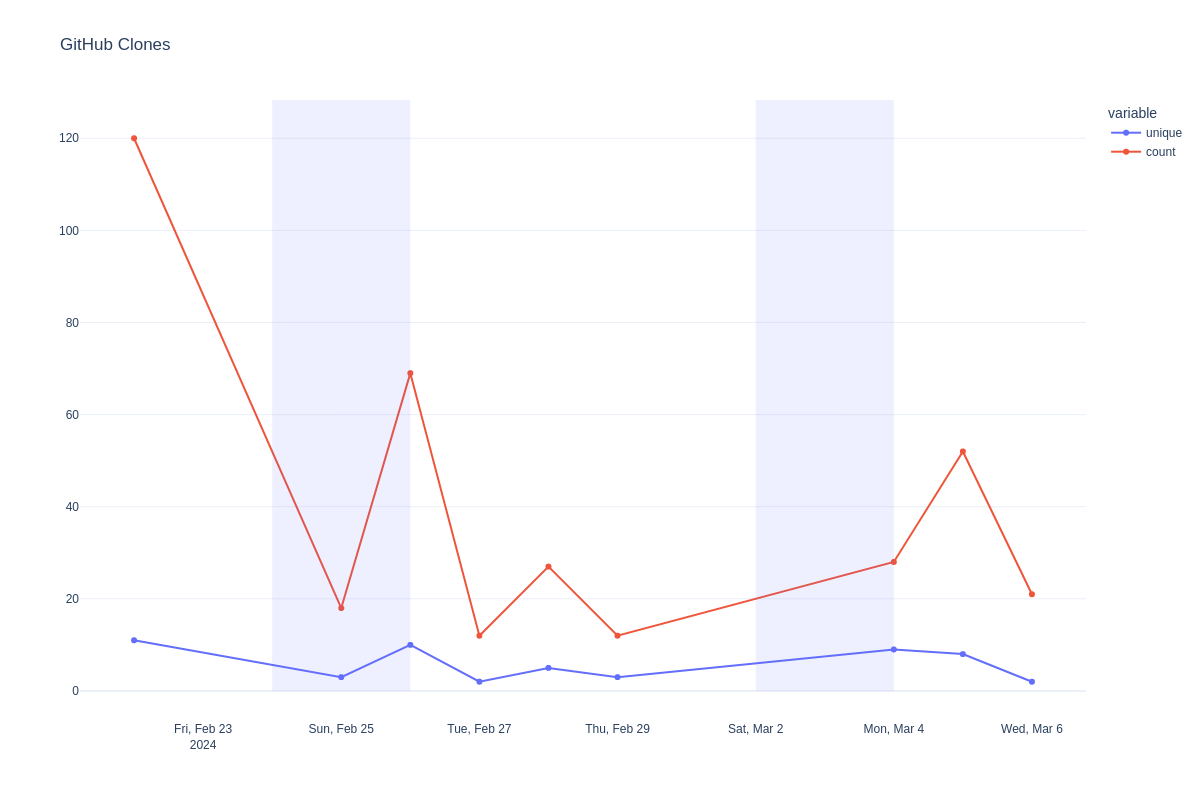 GitHub Clones
variable
unique
count
120
100
80
60
40
20
0
Fri, Feb 23
2024
Sun, Feb 25
Tue, Feb 27
Thu, Feb 29
Sat, Mar 2
Mon, Mar 4
Wed, Mar 6